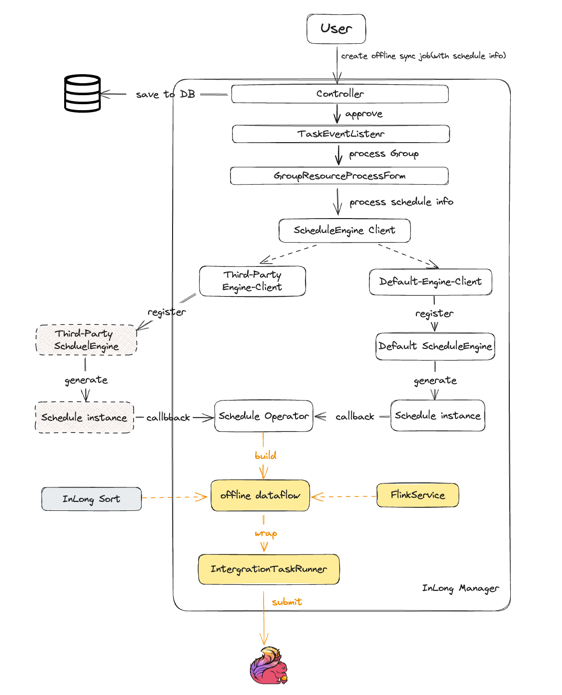 User
create offline sync job(with schedule info)
save to DB
Controller
approve
TaskEventListenr
process Group
GroupResourceProcessForm
process schedule info
ScheduleEngine Client
Third-Party
Engine-Client
Default-Engine-Client
register
register
Third-Party
SchduelEngine
Default ScheduleEngine
generate
generate
Schedule instance
callbback
Schedule Operator
callback
Schedule instance
build
InLong Sort
offline dataflow
FlinkService
wrap
IntergrationTaskRunner
InLong Manager
submit